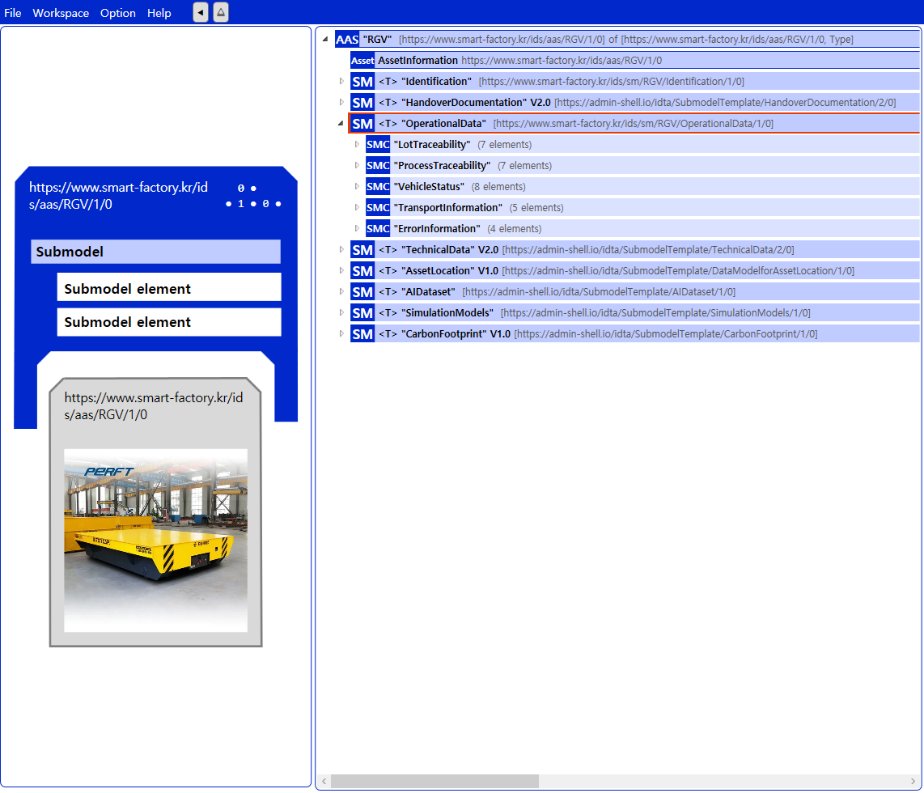 File Workspace Option Help
https://www.smart-factory.kr/id
s/aas/RGV/1/0
Submodel
Submodel element
Submodel element
https://www.smart-factory.kr/id
s/aas/RGV/1/0
PERFT
AAS "RGV" [https://www.smart-factory.kr/ids/aas/RGV/1/0] of [https://www.smart-factory.kr/ids/aas/RGV/1/0, Type]
Asset AssetInformation https://www.smart-factory.kr/ids/aas/RGV/1/0
SM <T> "Identification" [https://www.smart-factory.kr/ids/sm/RGV/Identification/1/0]
SM <T> "HandoverDocumentation" V2.0 [https://admin-shell.io/idta/SubmodelTemplate/HandoverDocumentation/2/0]
SM <T> "OperationalData" [https://www.smart-factory.kr/ids/sm/RGV/OperationalData/1/0]
SMC "LotTraceability" (7 elements)
SMC "ProcessTraceability" (7 elements)
SMC "VehicleStatus" (8 elements)
SMC "TransportInformation" (5 elements)
SMC "ErrorInformation" (4 elements)
SM <T> "TechnicalData" V2.0 [https://admin-shell.io/idta/SubmodelTemplate/TechnicalData/2/0]
SM <T> "AssetLocation" V1.0 [https://admin-shell.io/idta/SubmodelTemplate/DataModelforAssetLocation/1/0]
SM <T> "AIDataset" [https://admin-shell.io/idta/SubmodelTemplate/AIDataset/1/0]
SM <T> "SimulationModels" [https://admin-shell.io/idta/SubmodelTemplate/SimulationModels/1/0]
SM <T> "CarbonFootprint" V1.0 [https://admin-shell.io/idta/SubmodelTemplate/CarbonFootprint/1/0]